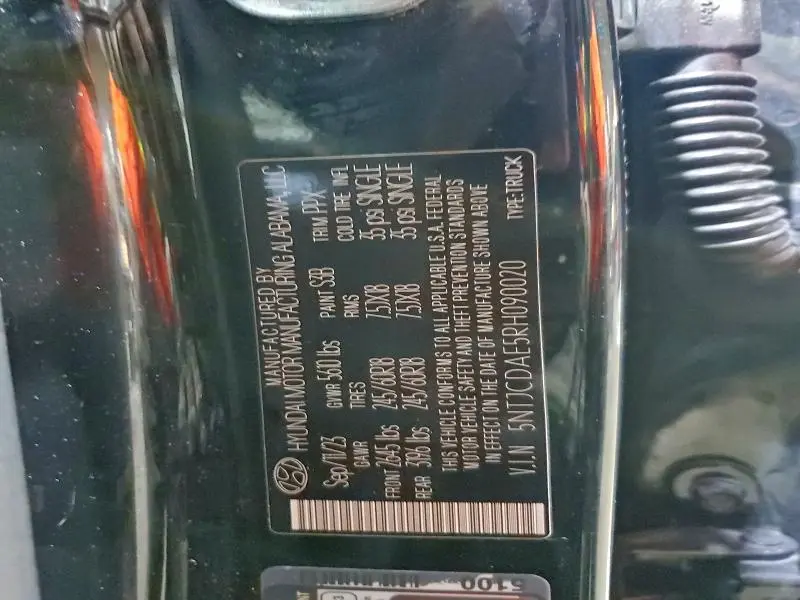 MANUFACTURED BY
HYUNDAI MOTOR MANUFACTURING ALABAMA, LLC
Sep/11/23 GVWR 5610 lbs PAINT S3B TRIM PPX
GAWR TIRES RIMS COLD TIRE INFL
FRONT 2645 lbs 245/60R18 7.5JX18 35 psi SINGLE
REAR 3196 lbs 245/60R18 7.5JX18 35 psi SINGLE
THIS VEHICLE CONFORMS TO ALL APPLICABLE U.S.A. FEDERAL
MOTOR VEHICLE SAFETY AND THEFT PREVENTION STANDARDS
IN EFFECT ON THE DATE OF MANUFACTURE SHOWN ABOVE
V.I.N 5NTJCDAE5RH090020 TYPE:TRUCK
5100